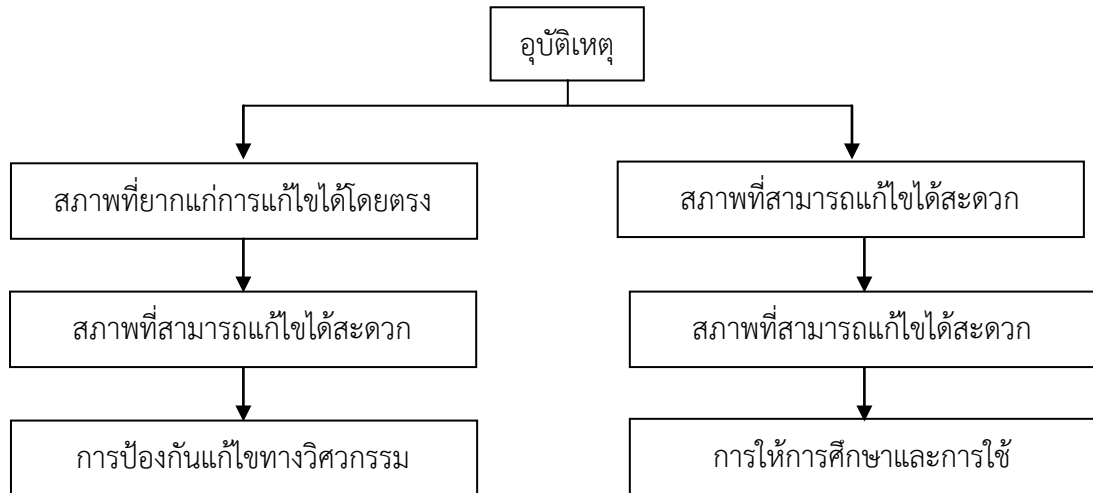 อุบัติเหตุ
สภาพที่ยากแก่การแก้ไขได้โดยตรง
สภาพที่สามารถแก้ไขได้สะดวก
สภาพที่สามารถแก้ไขได้สะดวก
สภาพที่สามารถแก้ไขได้สะดวก
การป้องกันแก้ไขทางวิศวกรรม
การให้การศึกษาและการใช้